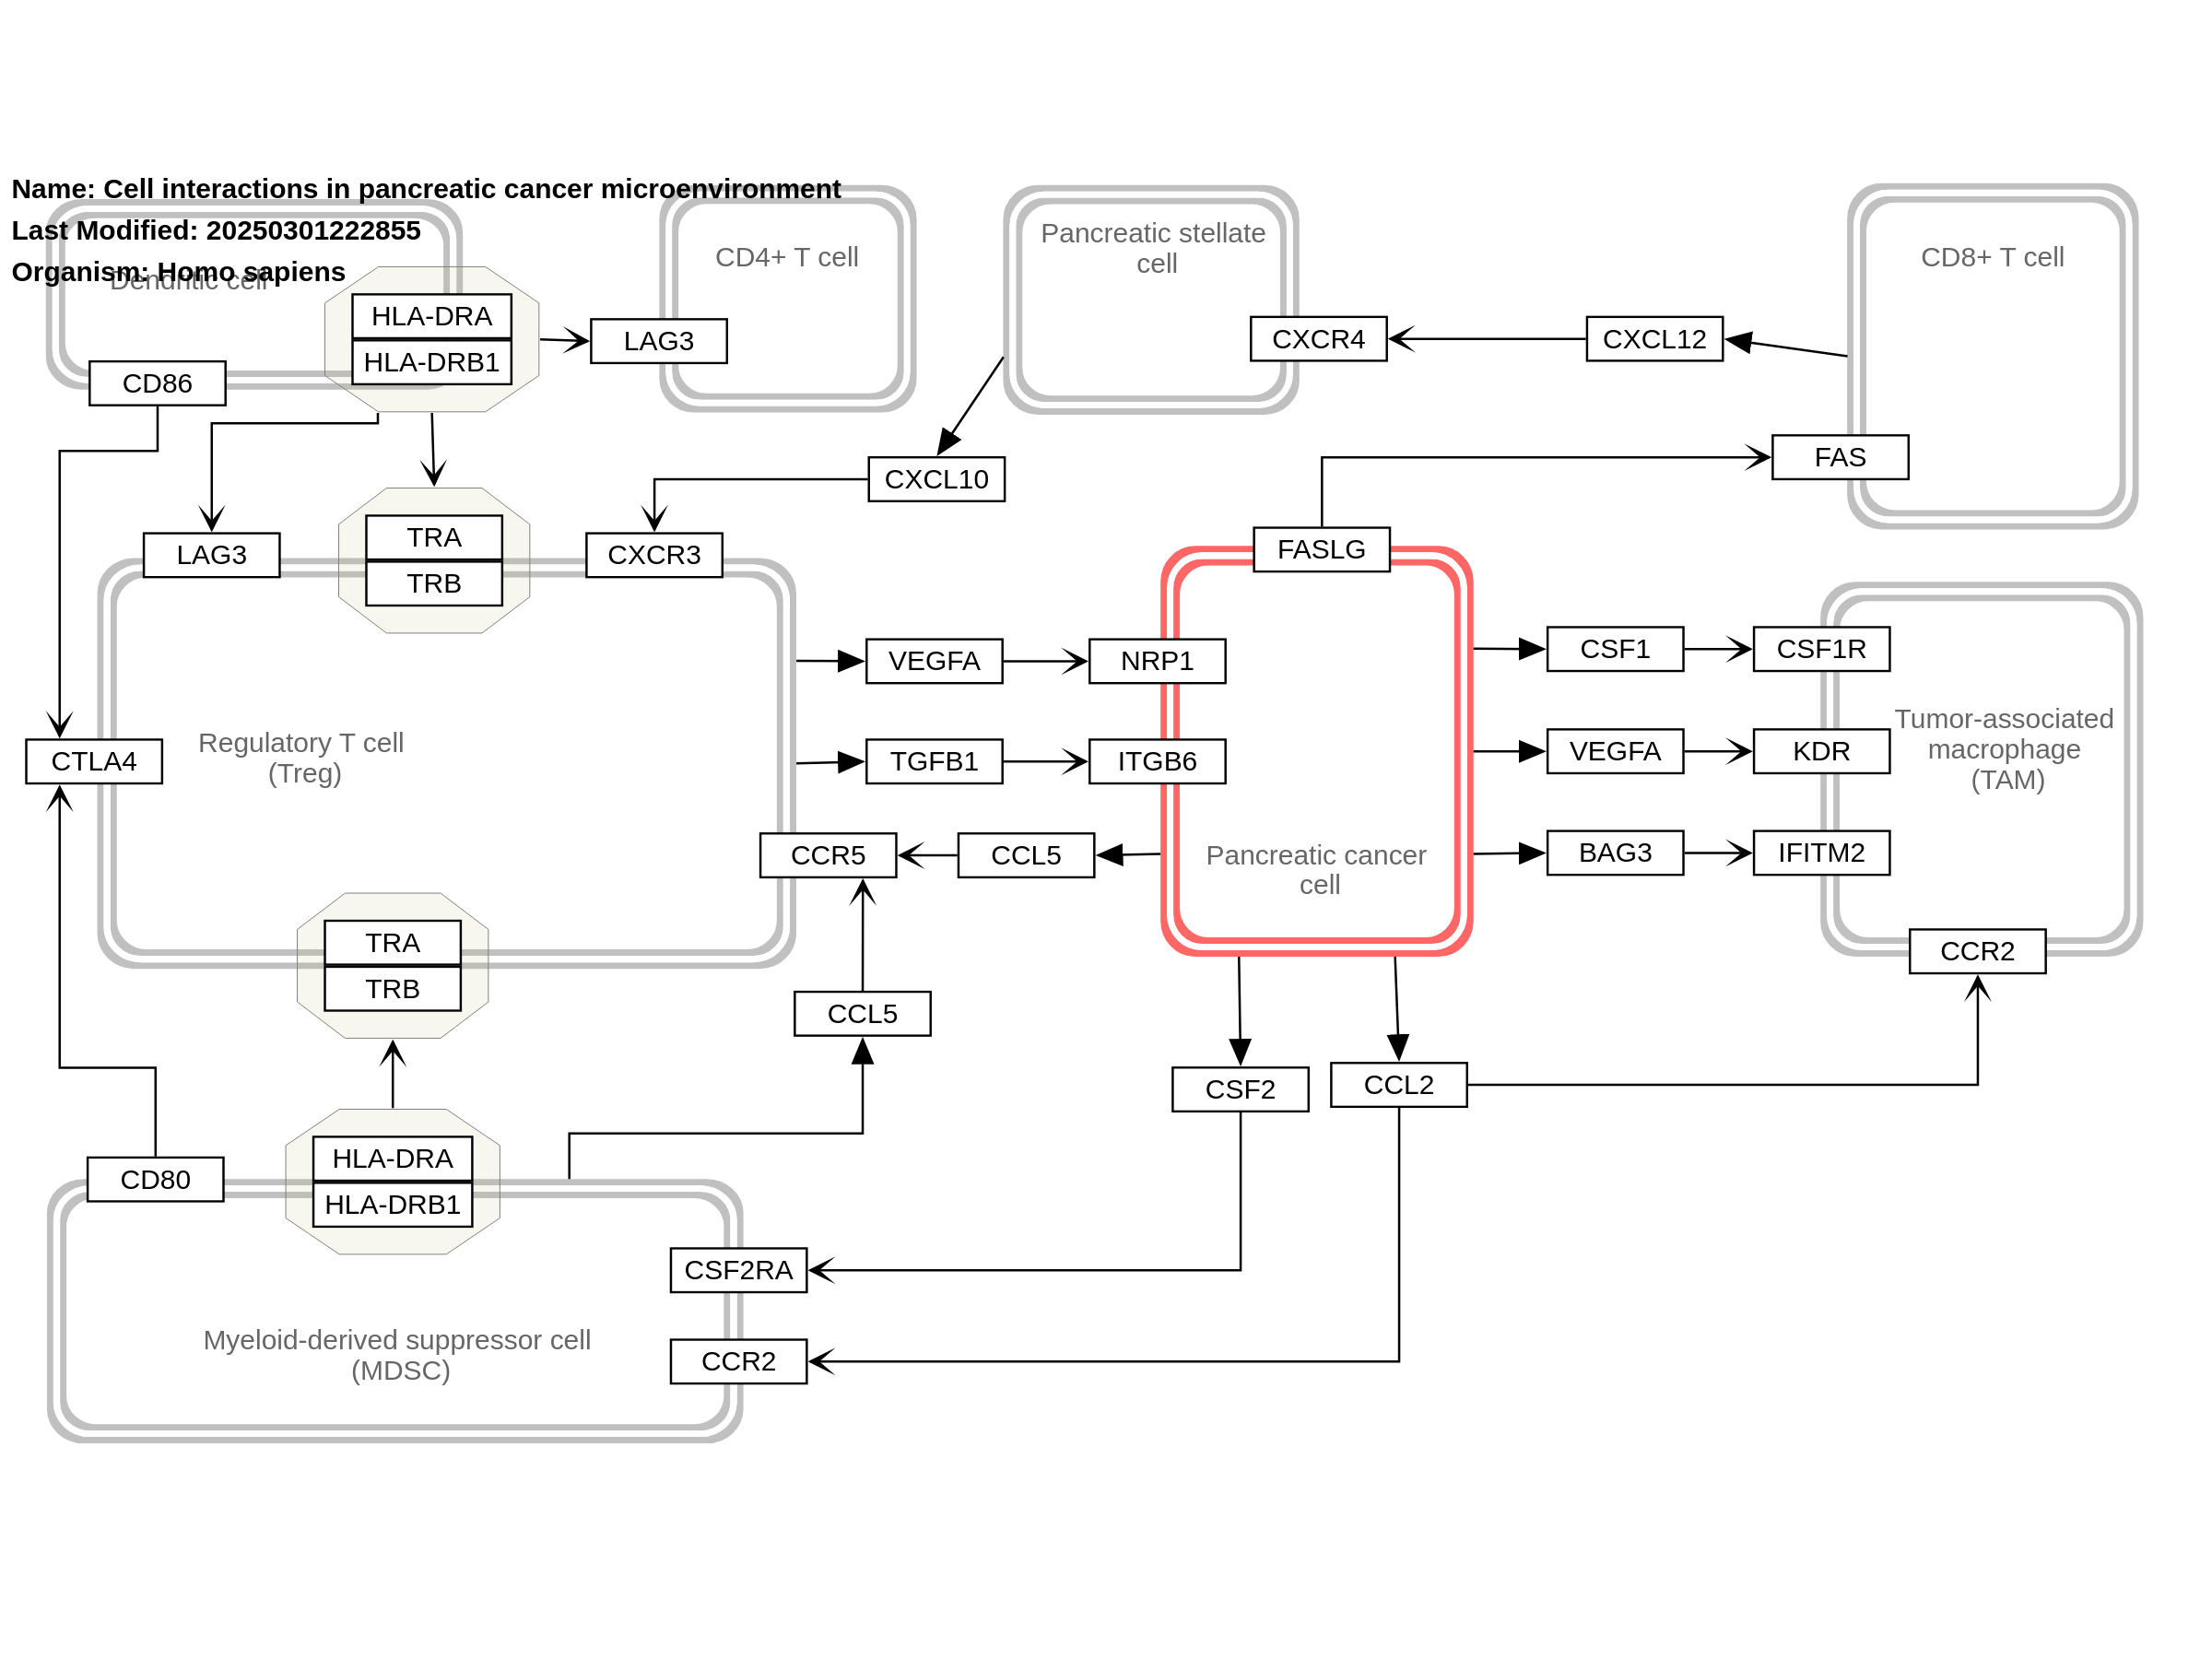 Name: Cell interactions in pancreatic cancer microenvironment
Last Modified: 20250301222855
Organism: Homo sapiens
Dendritic cell
CD4+ T cell
Pancreatic stellate
cell
CD8+ T cell
HLA-DRA
HLA-DRB1
LAG3
CXCR4
CXCL12
CD86
FAS
CXCL10
LAG3
TRA
TRB
CXCR3
FASLG
VEGFA
NRP1
CSF1
CSF1R
Regulatory T cell
(Treg)
CTLA4
TGFB1
ITGB6
VEGFA
KDR
Tumor-associated
macrophage
(TAM)
CCR5
CCL5
Pancreatic cancer
cell
BAG3
IFITM2
TRA
TRB
CCR2
CCL5
CSF2
CCL2
HLA-DRA
HLA-DRB1
CD80
CSF2RA
Myeloid-derived suppressor cell
(MDSC)
CCR2